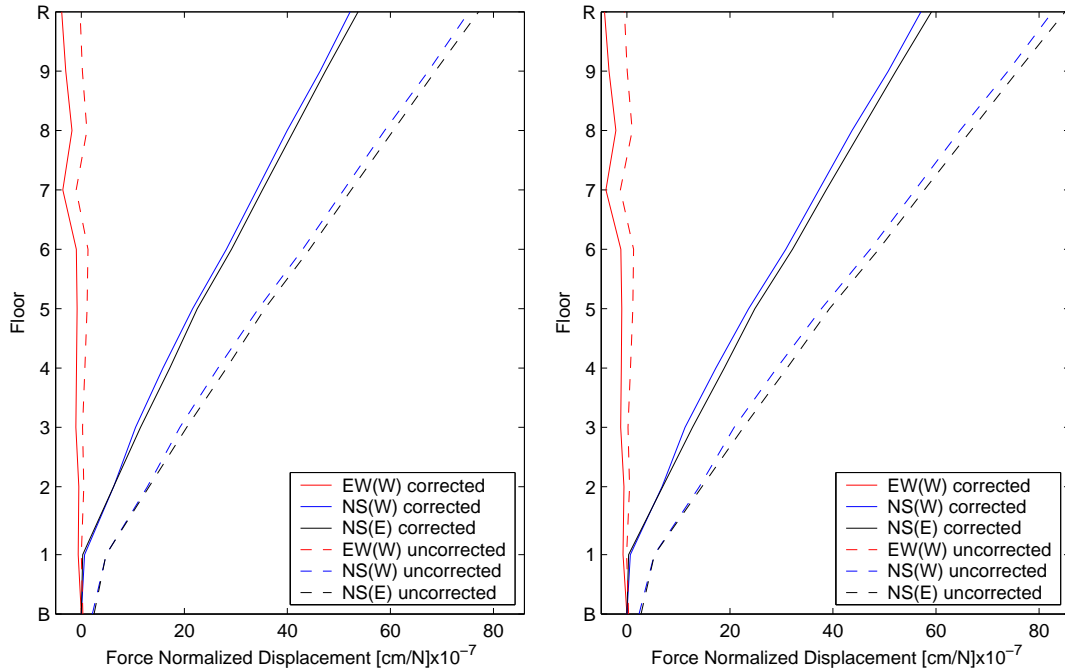 R
9
8
7
6
5
4
3
2
1
B
Floor
0
20
40
60
80
Force Normalized Displacement [cm/N]x10⁻⁷
EW(W) corrected
NS(W) corrected
NS(E) corrected
EW(W) uncorrected
NS(W) uncorrected
NS(E) uncorrected
R
9
8
7
6
5
4
3
2
1
B
Floor
0
20
40
60
80
Force Normalized Displacement [cm/N]x10⁻⁷
EW(W) corrected
NS(W) corrected
NS(E) corrected
EW(W) uncorrected
NS(W) uncorrected
NS(E) uncorrected